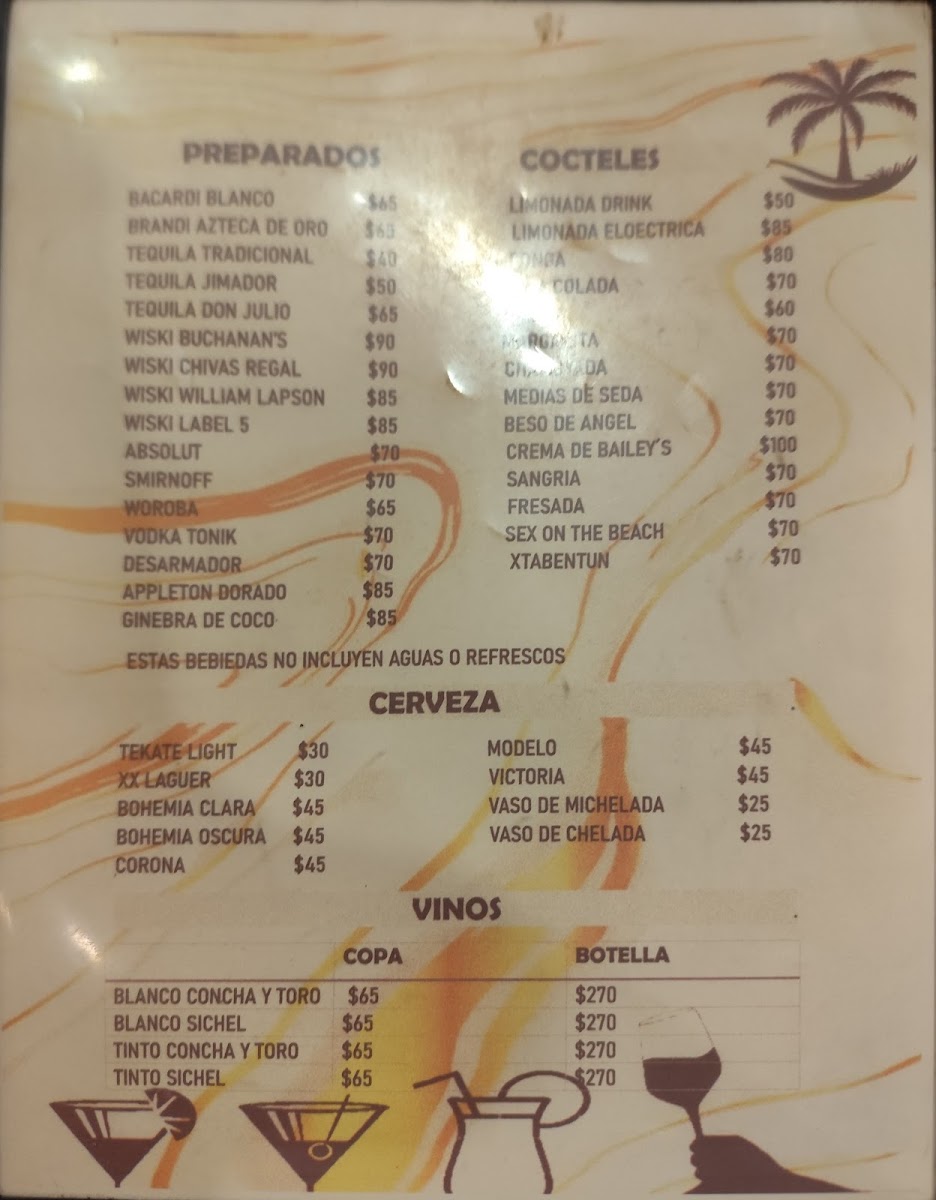 PREPARADOS
BACARDI BLANCO $65
BRANDI AZTECA DE ORO $65
TEQUILA TRADICIONAL $40
TEQUILA JIMADOR $50
TEQUILA DON JULIO $65
WISKI BUCHANAN'S $90
WISKI CHIVAS REGAL $90
WISKI WILLIAM LAPSON $85
WISKI LABEL 5 $85
ABSOLUT $70
SMIRNOFF $70
WOROBA $65
VODKA TONIK $70
DESARMADOR $70
APPLETON DORADO $85
GINEBRA DE COCO $85
COCTELES
LIMONADA DRINK $50
LIMONADA ELOECTRICA $85
$80
COLADA $70
$60
MARGARITA $70
$70
MEDIAS DE SEDA $70
BESO DE ANGEL $70
CREMA DE BAILEY´S $100
SANGRIA $70
FRESADA $70
SEX ON THE BEACH $70
XTABENTUN $70
ESTAS BEBIEDAS NO INCLUYEN AGUAS O REFRESCOS
CERVEZA
TEKATE LIGHT $30
XX LAGUER $30
BOHEMIA CLARA $45
BOHEMIA OSCURA $45
CORONA $45
MODELO $45
VICTORIA $45
VASO DE MICHELADA $25
VASO DE CHELADA $25
VINOS
COPA BOTELLA
BLANCO CONCHA Y TORO $65 $270
BLANCO SICHEL $65 $270
TINTO CONCHA Y TORO $65 $270
TINTO SICHEL $65 $270